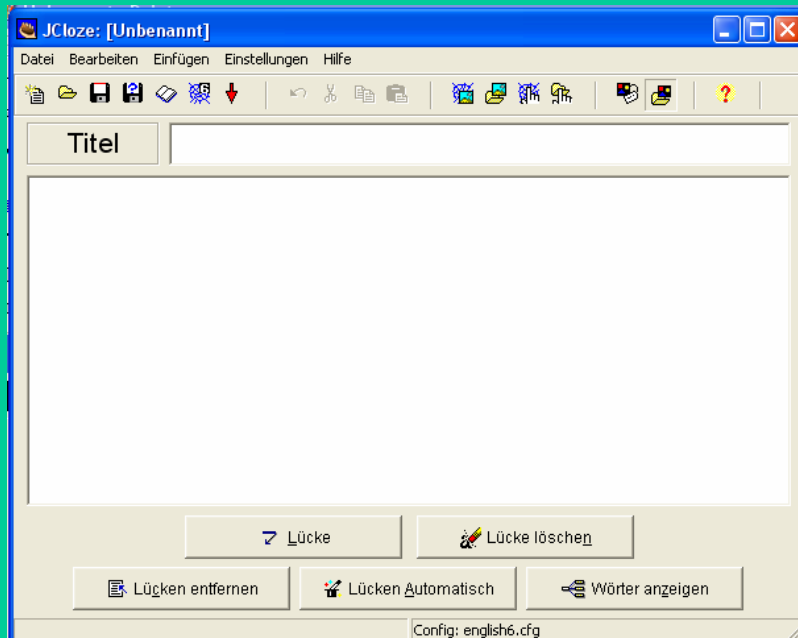 JCloze: [Unbenannt]
Datei Bearbeiten Einfügen Einstellungen Hilfe
Titel
Lücke Lücke löschen
Lücken entfernen Lücken Automatisch Wörter anzeigen
Config: english6.cfg